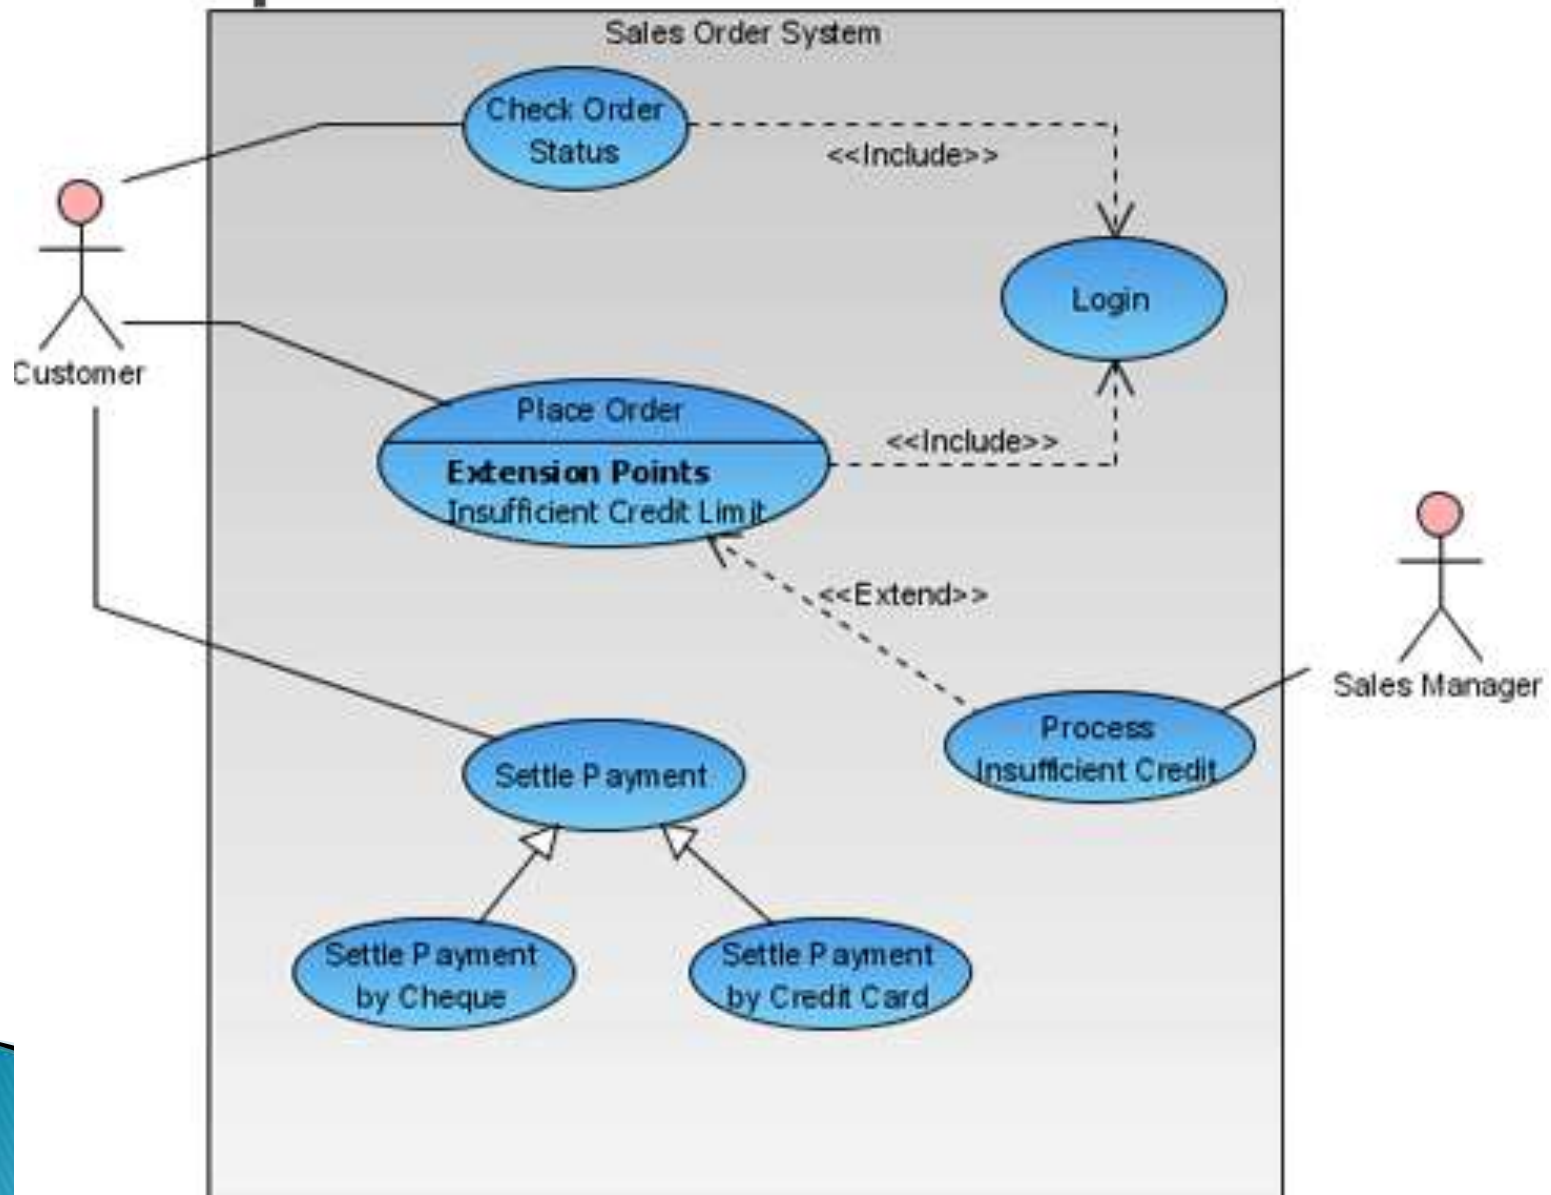 Sales Order System
Check Order
Status
<<Include>>
Login
Customer
Place Order
<<Include>>
Extension Points
Insufficient Credit Limit
<<Extend>>
Sales Manager
Process
Insufficient Credit
Settle Payment
Settle Payment
by Cheque
Settle Payment
by Credit Card